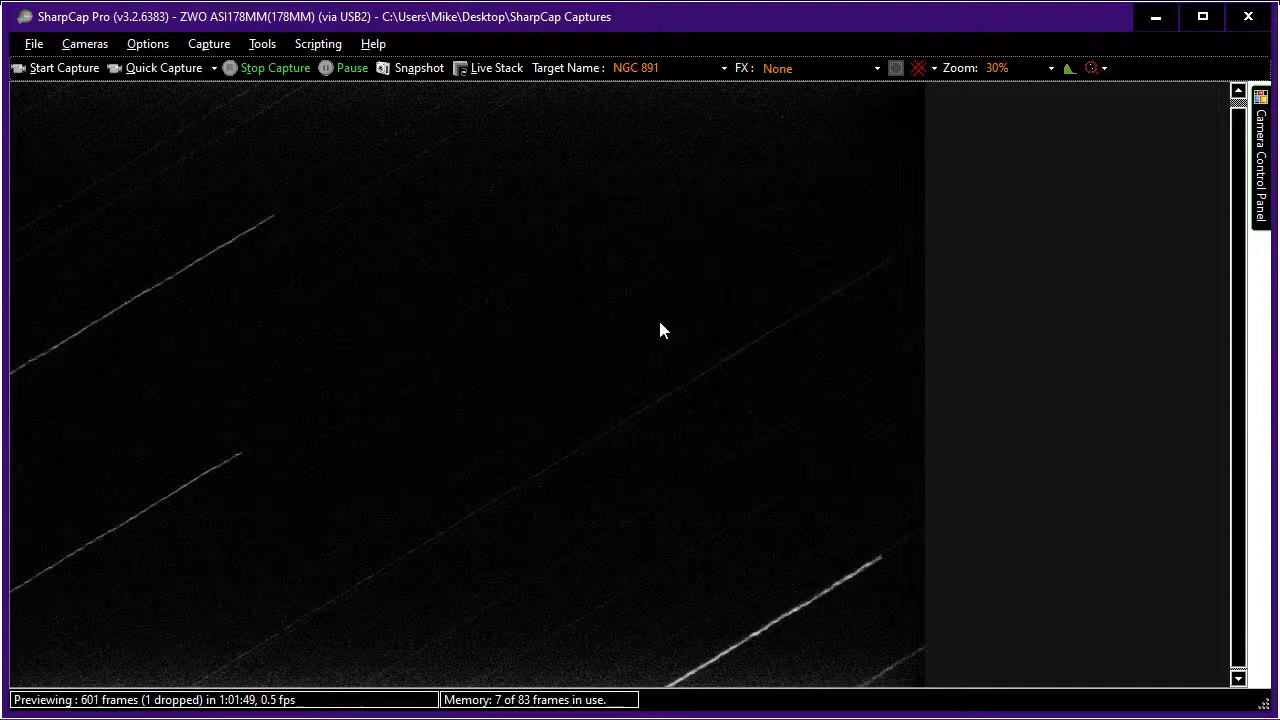 SharpCap Pro (v3.2.6383) - ZWO ASI178MM(178MM) (via USB2) - C:\Users\Mike\Desktop\SharpCap Captures
File Cameras Options Capture Tools Scripting Help
Start Capture Quick Capture Stop Capture Pause Snapshot Live Stack Target Name : NGC 891 FX : None Zoom: 30%
Camera Control Panel
Previewing : 601 frames (1 dropped) in 1:01:49, 0.5 fps Memory: 7 of 83 frames in use.